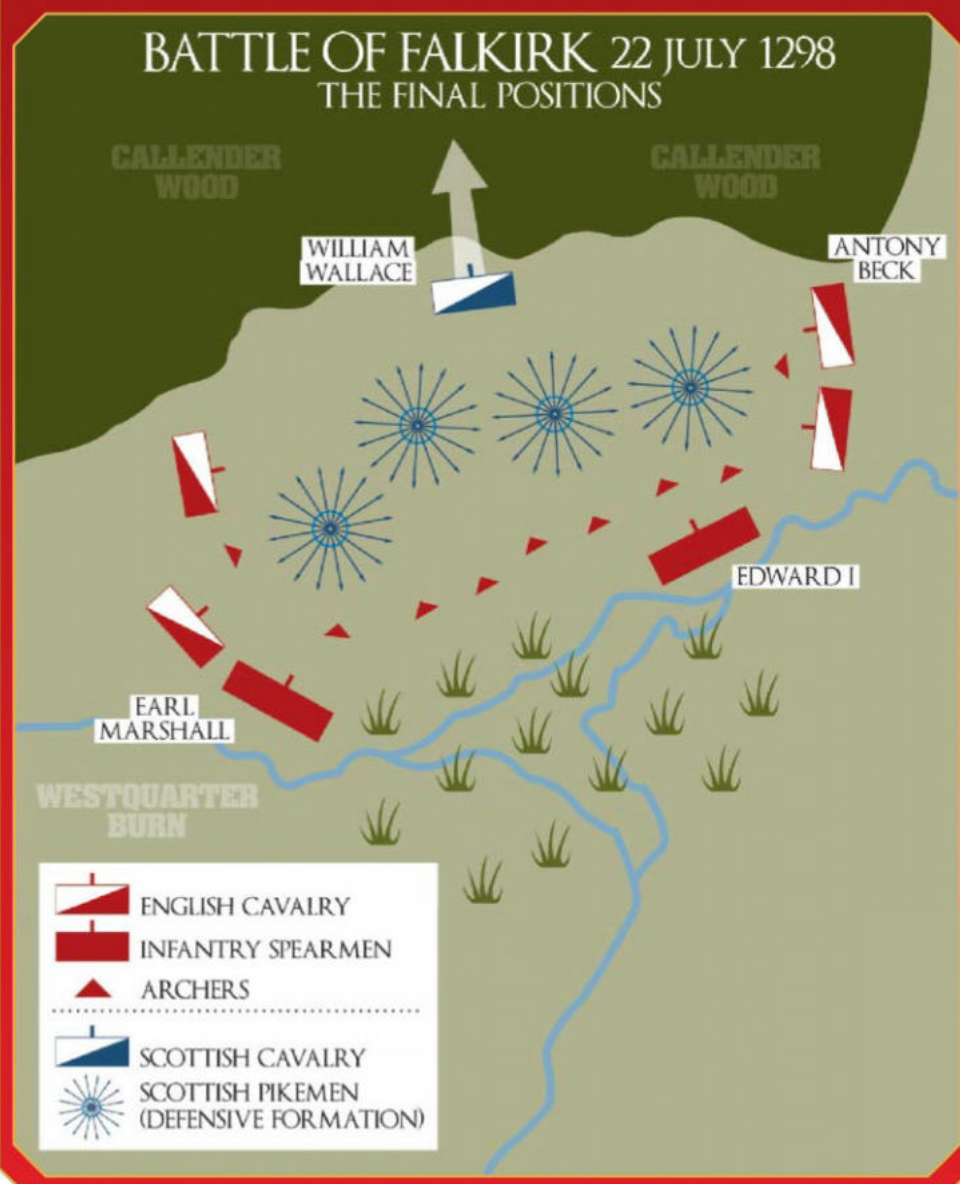 BATTLE OF FALKIRK 22 JULY 1298
THE FINAL POSITIONS
CALLENDER
WOOD
CALLENDER
WOOD
WILLIAM
WALLACE
ANTONY
BECK
EDWARD I
EARL
MARSHALL
WESTQUARTER
BURN
ENGLISH CAVALRY
INFANTRY SPEARMEN
ARCHERS
SCOTTISH CAVALRY
SCOTTISH PIKEMEN
(DEFENSIVE FORMATION)